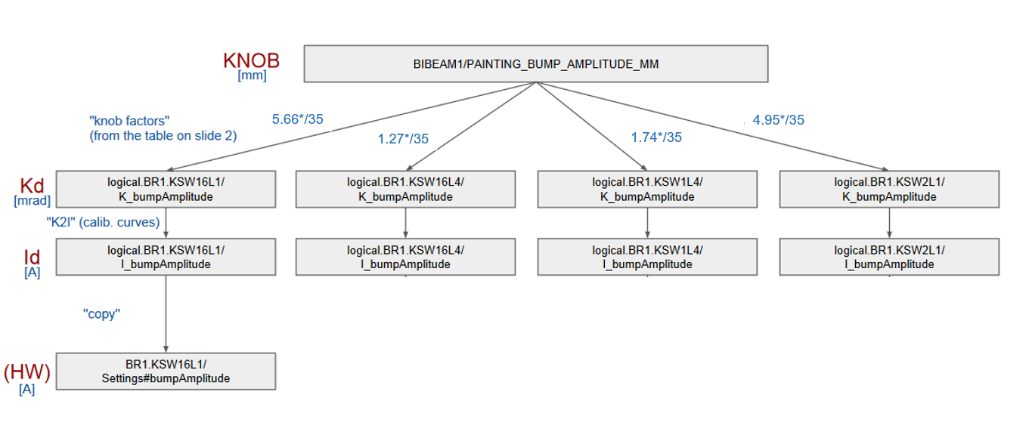 KNOB
[mm]
BIBEAM1/PAINTING_BUMP_AMPLITUDE_MM
"knob factors"
(from the table on slide 2)
5.66*/35
1.27*/35
1.74*/35
4.95*/35
Kd
[mrad]
logical.BR1.KSW16L1/
K_bumpAmplitude
logical.BR1.KSW16L4/
K_bumpAmplitude
logical.BR1.KSW1L4/
K_bumpAmplitude
logical.BR1.KSW2L1/
K_bumpAmplitude
"K2I" (calib. curves)
Id
[A]
logical.BR1.KSW16L1/
I_bumpAmplitude
logical.BR1.KSW16L4/
I_bumpAmplitude
logical.BR1.KSW1L4/
I_bumpAmplitude
logical.BR1.KSW2L1/
I_bumpAmplitude
"copy"
(HW)
[A]
BR1.KSW16L1/
Settings#bumpAmplitude